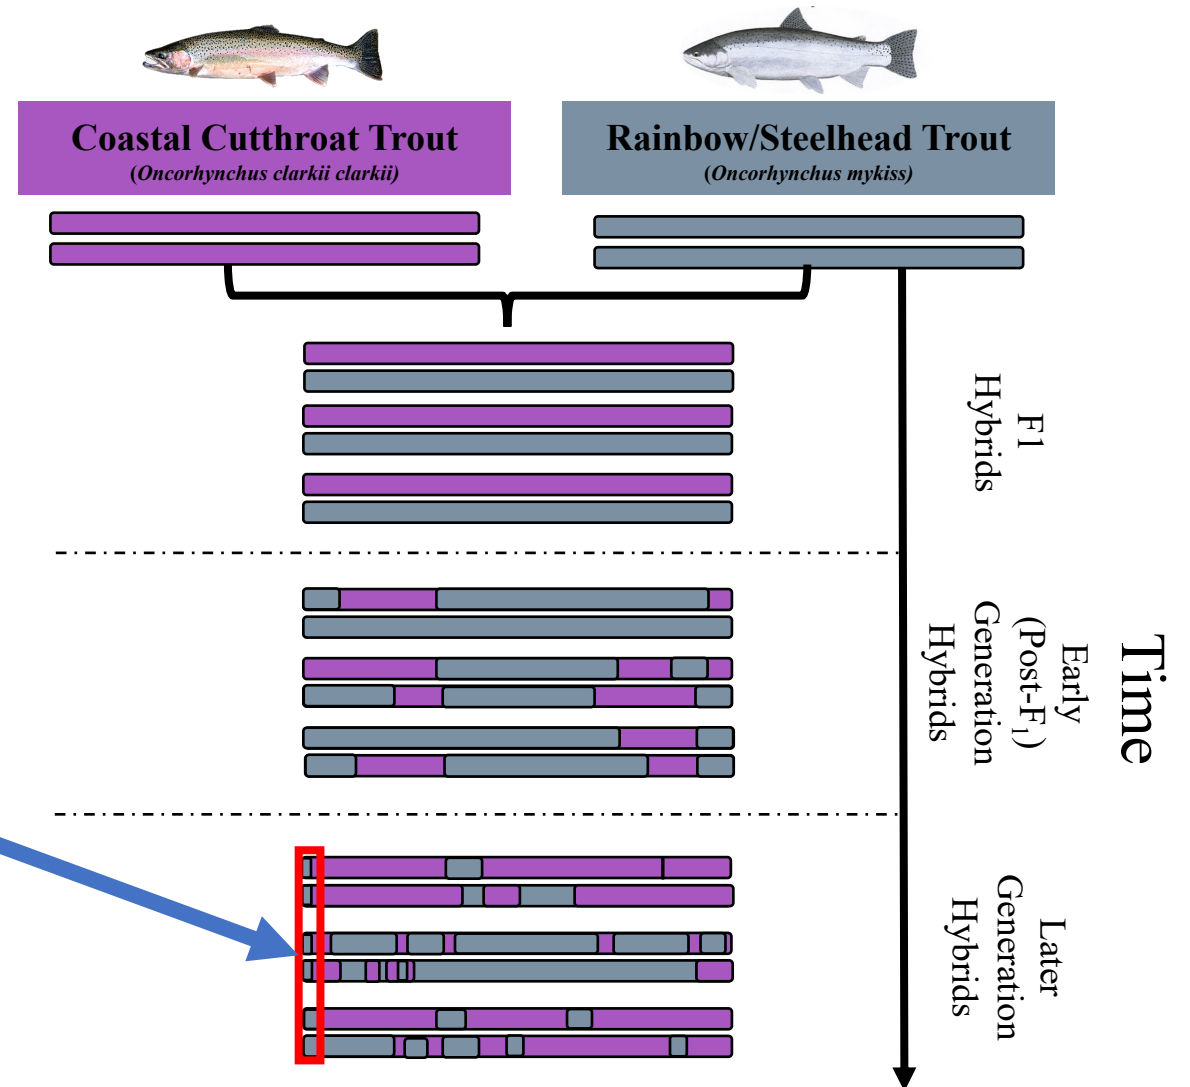 Coastal Cutthroat Trout
(Oncorhynchus clarkii clarkii)
Rainbow/Steelhead Trout
(Oncorhynchus mykiss)
F1
Hybrids
Early
(Post-F₁)
Generation
Hybrids
Time
Later
Generation
Hybrids